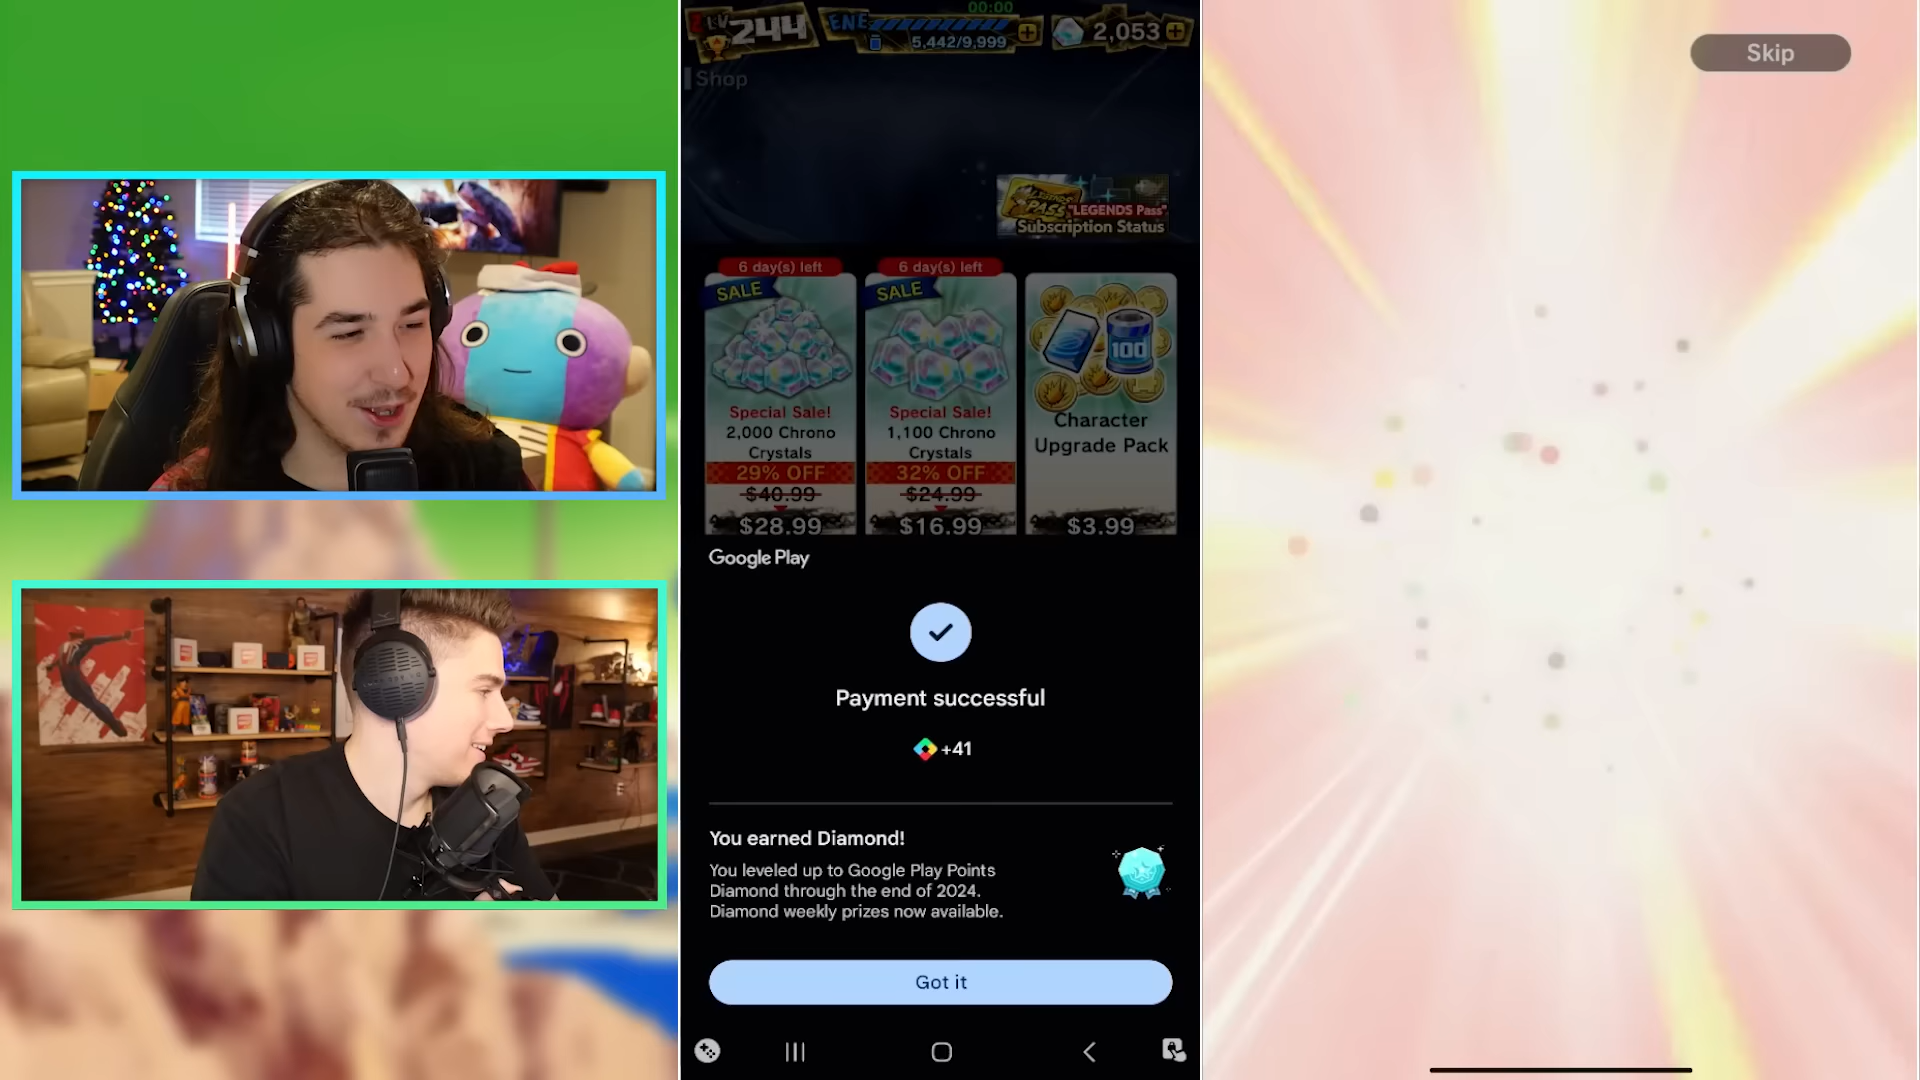 00:00
LV 244
ENE
5,442/9,999
2,053
Shop
LEGENDS PASS
"LEGENDS Pass"
Subscription Status
6 day(s) left
SALE
Special Sale!
2,000 Chrono
Crystals
29% OFF
$40.99
$28.99
6 day(s) left
SALE
Special Sale!
1,100 Chrono
Crystals
32% OFF
$24.99
$16.99
100
Character
Upgrade Pack
$3.99
Google Play
Payment successful
+41
You earned Diamond!
You leveled up to Google Play Points
Diamond through the end of 2024.
Diamond weekly prizes now available.
Got it
Skip